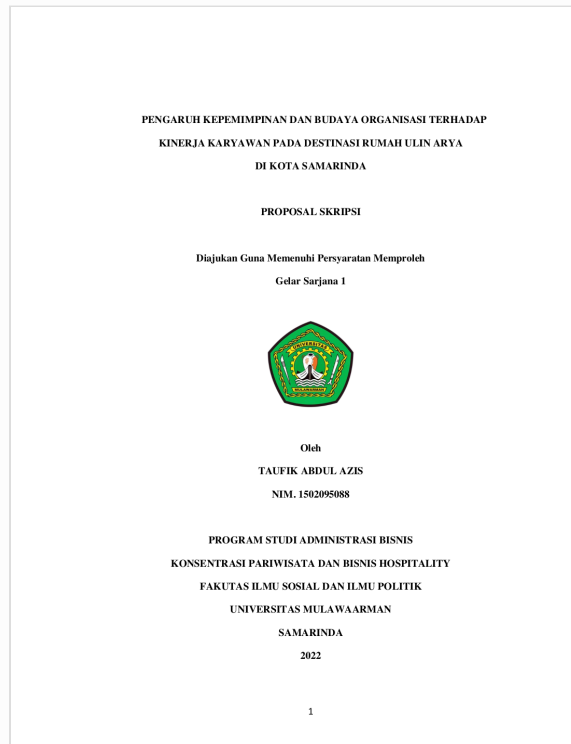 PENGARUH KEPEMIMPINAN DAN BUDAYA ORGANISASI TERHADAP
KINERJA KARYAWAN PADA DESTINASI RUMAH ULIN ARYA
DI KOTA SAMARINDA
PROPOSAL SKRIPSI
Diajukan Guna Memenuhi Persyaratan Memproleh
Gelar Sarjana 1
UNIVERSITAS
MULAWARMAN
Oleh
TAUFIK ABDUL AZIS
NIM. 1502095088
PROGRAM STUDI ADMINISTRASI BISNIS
KONSENTRASI PARIWISATA DAN BISNIS HOSPITALITY
FAKUTAS ILMU SOSIAL DAN ILMU POLITIK
UNIVERSITAS MULAWAARMAN
SAMARINDA
2022
1